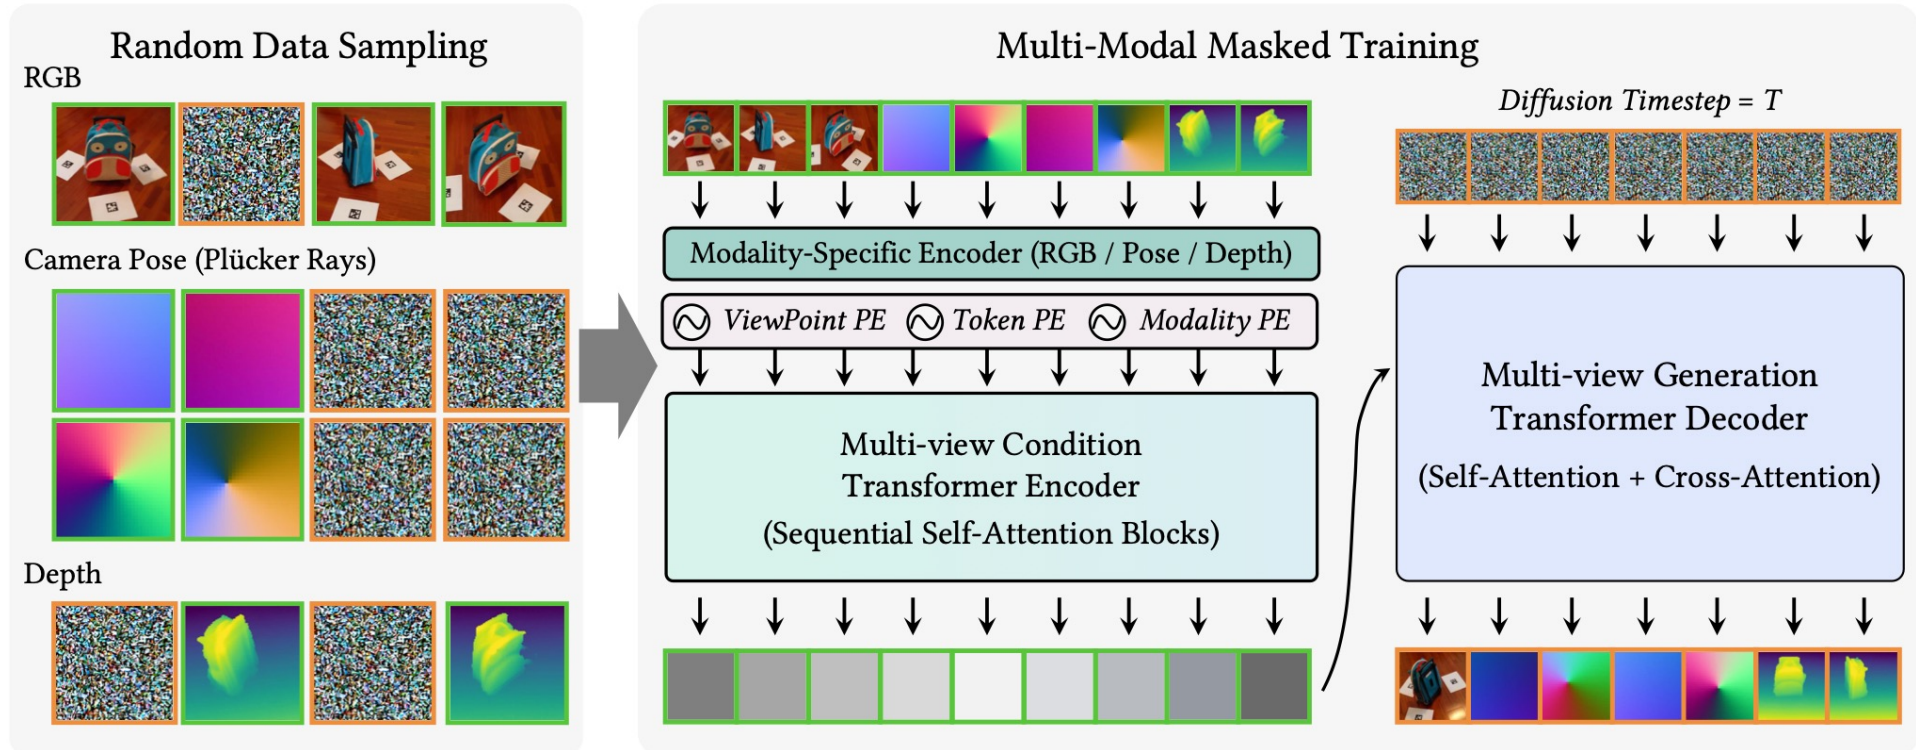 Random Data Sampling
RGB
Camera Pose (Plücker Rays)
Depth
Multi-Modal Masked Training
Modality-Specific Encoder (RGB / Pose / Depth)
ViewPoint PE Token PE Modality PE
Multi-view Condition
Transformer Encoder
(Sequential Self-Attention Blocks)
Diffusion Timestep = T
Multi-view Generation
Transformer Decoder
(Self-Attention + Cross-Attention)